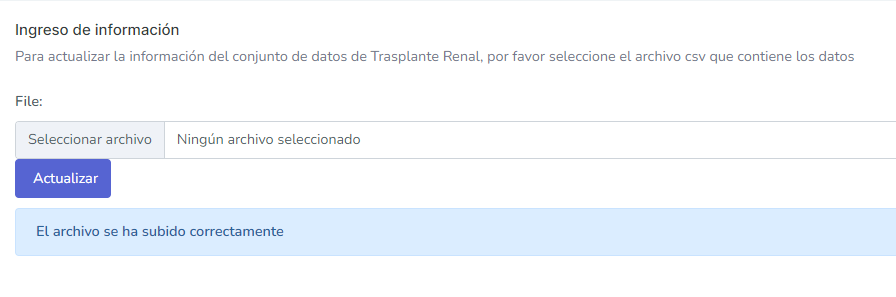 Ingreso de información
Para actualizar la información del conjunto de datos de Trasplante Renal, por favor seleccione el archivo csv que contiene los datos
File:
Seleccionar archivo Ningún archivo seleccionado
Actualizar
El archivo se ha subido correctamente